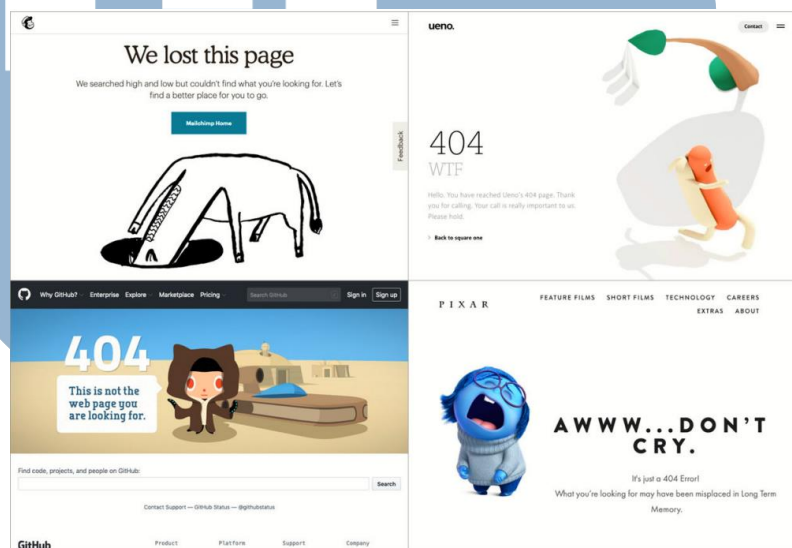 We lost this page
We searched high and low but couldn't find what you're looking for. Let's
find a better place for you to go.
Mailchimp Home
Feedback
ueno.
Contact
404
WTF
Hello. You have reached Ueno's 404 page. Thank
you for calling. Your call is really important to us.
Please hold.
> Back to square one
Why GitHub? Enterprise Explore Marketplace Pricing Search GitHub Sign in Sign up
404
This is not the
web page you
are looking for.
Find code, projects, and people on GitHub:
Search
Contact Support — GitHub Status — @githubstatus
GitHub Product Platform Support Company
PIXAR
FEATURE FILMS SHORT FILMS TECHNOLOGY CAREERS
EXTRAS ABOUT
AWWW...DON'T
CRY.
It's just a 404 Error!
What you're looking for may have been misplaced in Long Term
Memory.